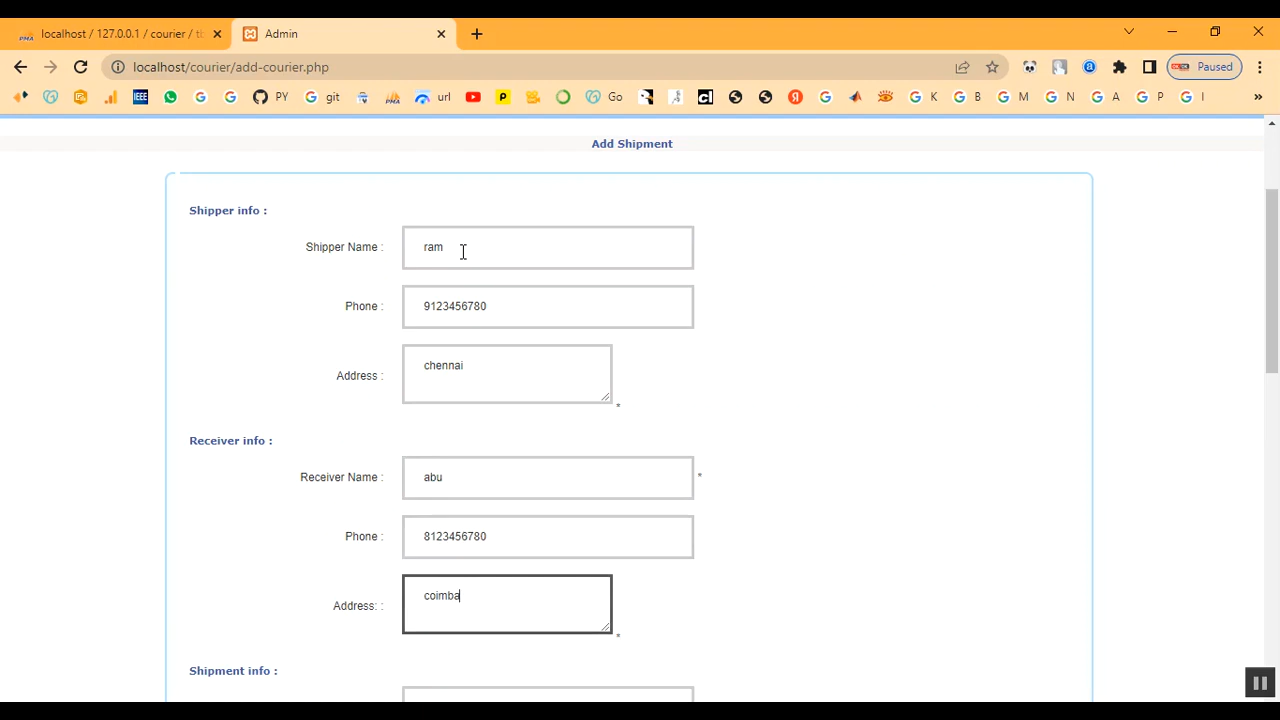 localhost / 127.0.0.1 / courier / tb
Admin
localhost/courier/add-courier.php
Paused
IEEE
PY
git
url
Go
K
B
M
N
A
P
I
Add Shipment
Shipper info :
Shipper Name :
ram
Phone :
9123456780
Address :
chennai
*
Receiver info :
Receiver Name :
abu
*
Phone :
8123456780
Address: :
coimba
*
Shipment info :